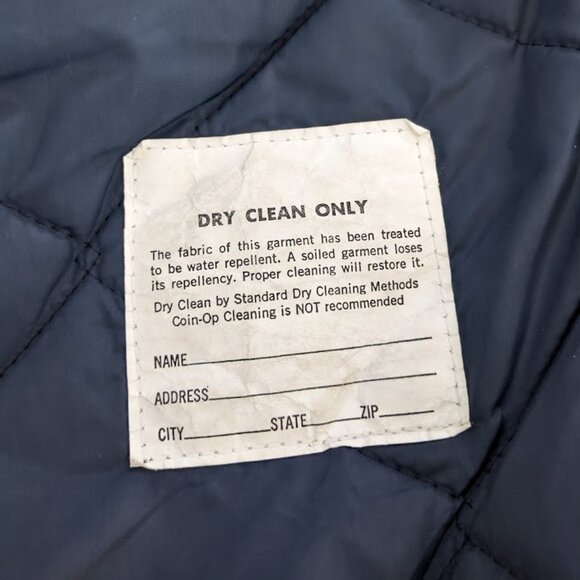 DRY CLEAN ONLY
The fabric of this garment has been treated
to be water repellent. A soiled garment loses
its repellency. Proper cleaning will restore it.
Dry Clean by Standard Dry Cleaning Methods
Coin-Op Cleaning is NOT recommended
NAME
ADDRESS
CITY STATE ZIP